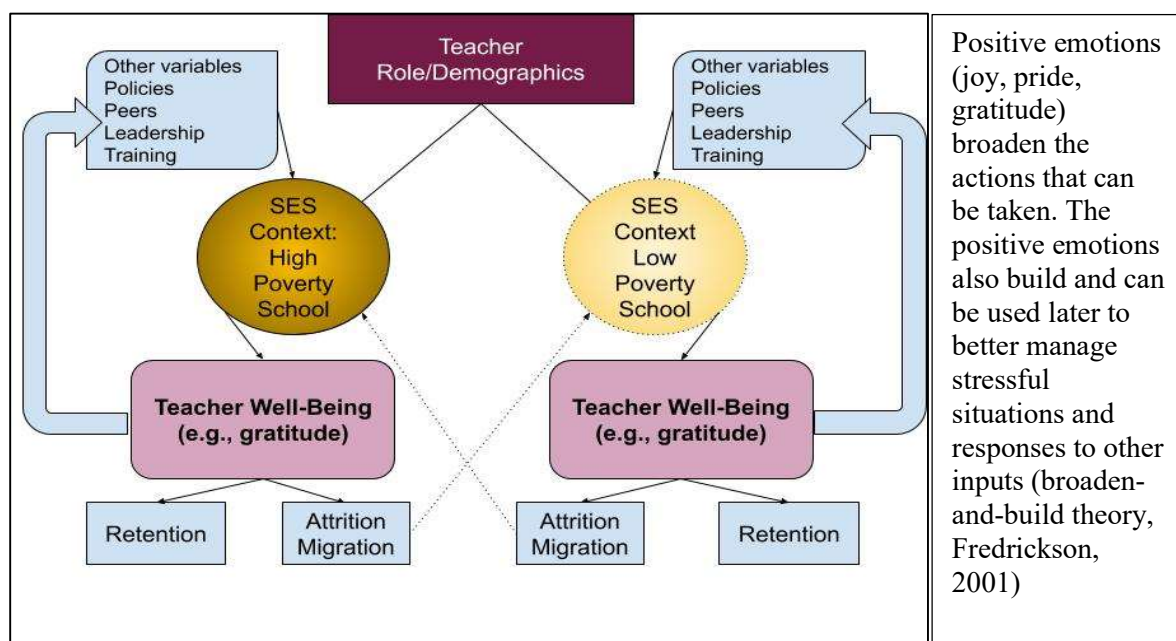 Teacher
Role/Demographics
Other variables
Policies
Peers
Leadership
Training
Other variables
Policies
Peers
Leadership
Training
SES
Context:
High
Poverty
School
SES
Context
Low
Poverty
School
Teacher Well-Being
(e.g., gratitude)
Teacher Well-Being
(e.g., gratitude)
Retention
Attrition
Migration
Attrition
Migration
Retention
Positive emotions
(joy, pride,
gratitude)
broaden the
actions that can
be taken. The
positive emotions
also build and can
be used later to
better manage
stressful
situations and
responses to other
inputs (broaden-
and-build theory,
Fredrickson,
2001)